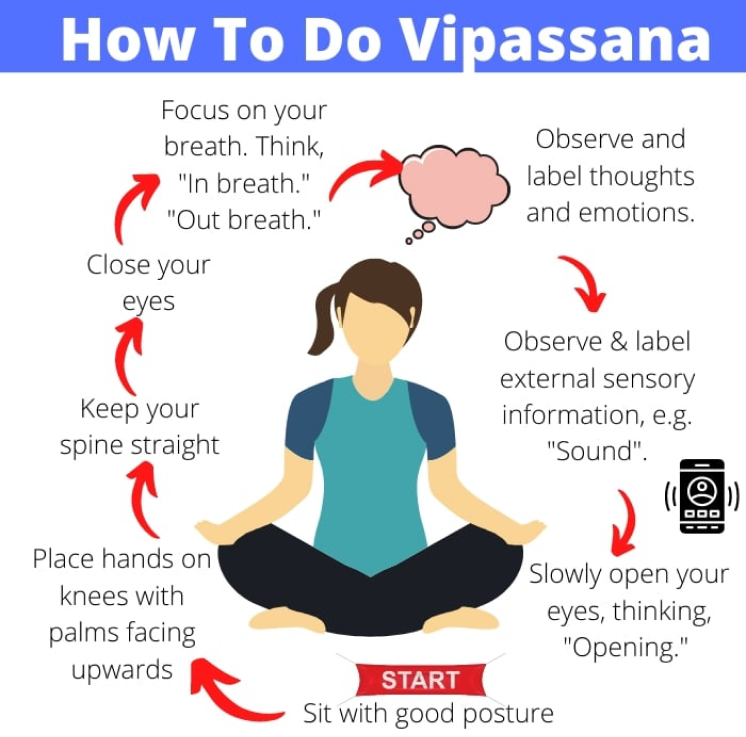 How To Do Vipassana
START
Sit with good posture
Place hands on
knees with
palms facing
upwards
Keep your
spine straight
Close your
eyes
Focus on your
breath. Think,
"In breath."
"Out breath."
Observe and
label thoughts
and emotions.
Observe & label
external sensory
information, e.g.
"Sound".
Slowly open your
eyes, thinking,
"Opening."